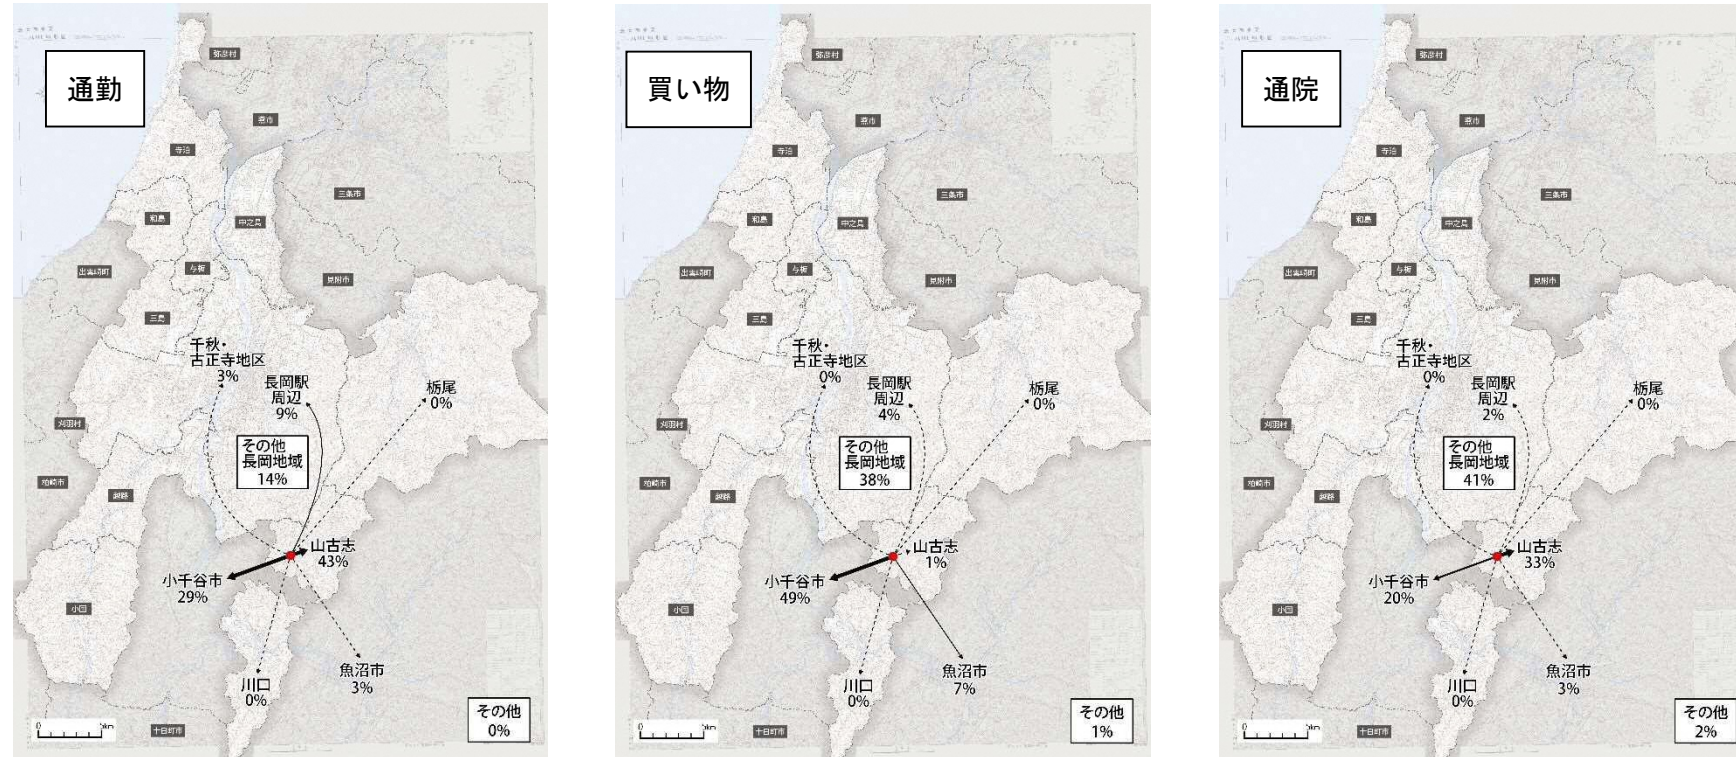 通勤
弥彦村
燕市
寺泊
三条市
和島
中之島
出雲崎町
与板
見附市
三島
千秋・
古正寺地区
3%
長岡駅
周辺
9%
栃尾
0%
刈羽村
その他
長岡地域
14%
柏崎市
越路
山古志
43%
小千谷市
29%
小国
魚沼市
3%
川口
0%
十日町市
その他
0%
買い物
弥彦村
燕市
寺泊
三条市
和島
中之島
出雲崎町
与板
見附市
三島
千秋・
古正寺地区
0%
長岡駅
周辺
4%
栃尾
0%
刈羽村
その他
長岡地域
38%
柏崎市
越路
山古志
1%
小千谷市
49%
小国
魚沼市
7%
川口
0%
十日町市
その他
1%
通院
弥彦村
燕市
寺泊
三条市
和島
中之島
出雲崎町
与板
見附市
三島
千秋・
古正寺地区
0%
長岡駅
周辺
2%
栃尾
0%
刈羽村
その他
長岡地域
41%
柏崎市
越路
山古志
33%
小千谷市
20%
小国
魚沼市
3%
川口
0%
十日町市
その他
2%